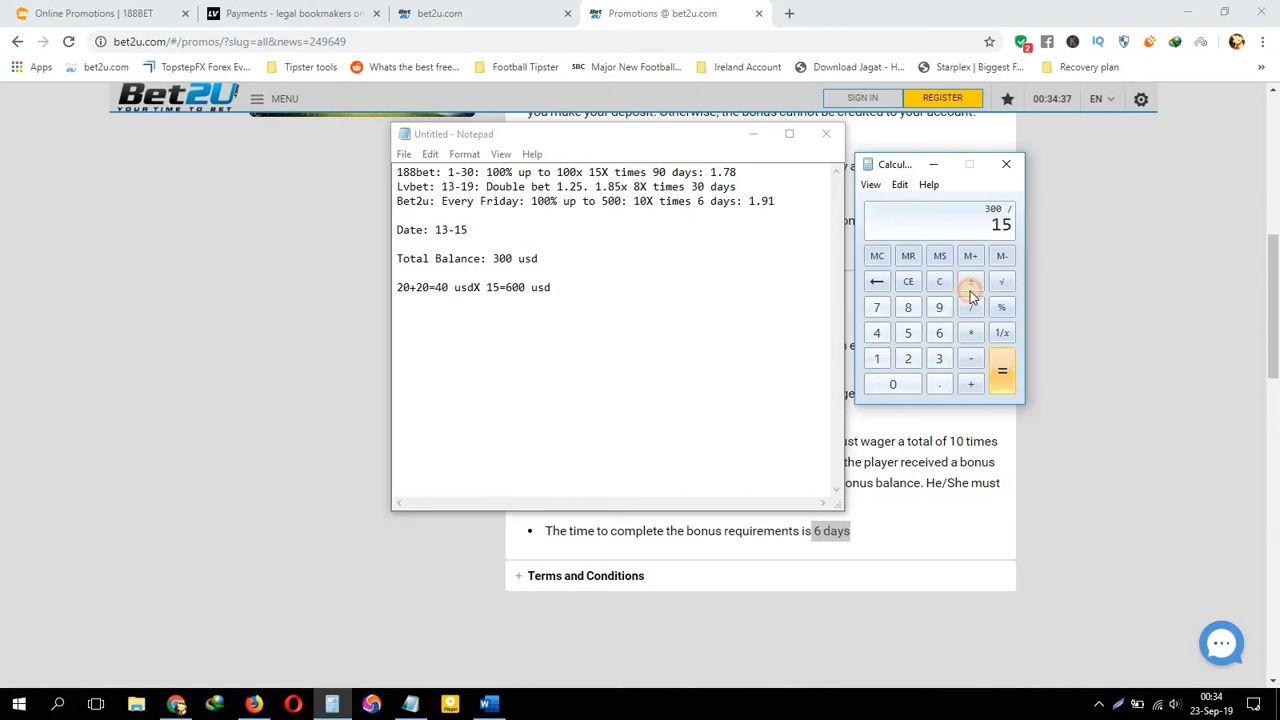 Online Promotions | 188BET
Payments - legal bookmakers on
bet2u.com
Promotions @ bet2u.com
bet2u.com/#/promos/?slug=all&news=249649
2
Apps
bet2u.com
TopstepFX Forex Ev...
Tipster tools
Whats the best free...
Football Tipster
SBC Major New Football...
Ireland Account
Download Jagat - H...
Starplex | Biggest F...
Recovery plan
»
BET2U
YOUR TIME TO BET
MENU
SIGN IN
REGISTER
00:34:37
EN
you make your deposit. Otherwise, the bonus cannot be credited to your account.
Untitled - Notepad
File Edit Format View Help
188bet: 1-30: 100% up to 100x 15X times 90 days: 1.78
Lvbet: 13-19: Double bet 1.25. 1.85x 8X times 30 days
Bet2u: Every Friday: 100% up to 500: 10X times 6 days: 1.91
Date: 13-15
Total Balance: 300 usd
20+20=40 usdX 15=600 usd
Calcul...
View Edit Help
300 /
15
MC MR MS M+ M-
← CE C ± √
7 8 9 / %
4 5 6 * 1/x
1 2 3 - =
0 . +
ust wager a total of 10 times
the player received a bonus
onus balance. He/She must
• The time to complete the bonus requirements is 6 days
+ Terms and Conditions
00:34
23-Sep-19